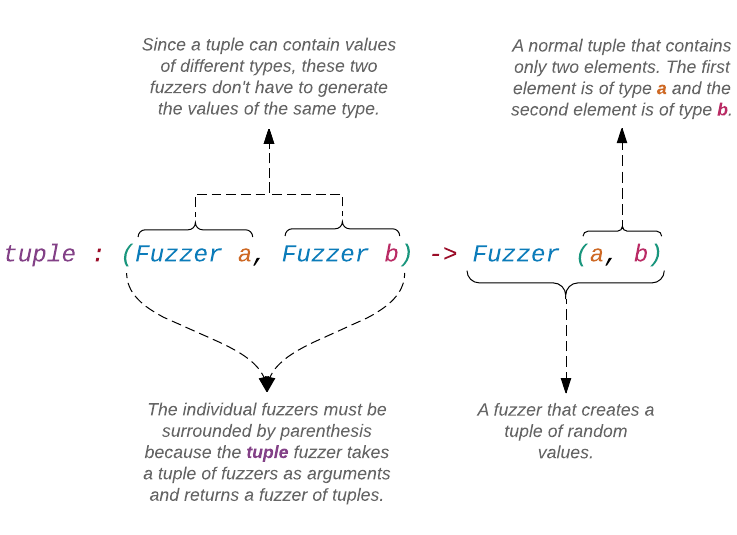 Since a tuple can contain values
of different types, these two
fuzzers don't have to generate
the values of the same type.
A normal tuple that contains
only two elements. The first
element is of type a and the
second element is of type b.
tuple : (Fuzzer a, Fuzzer b) -> Fuzzer (a, b)
The individual fuzzers must be
surrounded by parenthesis
because the tuple fuzzer takes
a tuple of fuzzers as arguments
and returns a fuzzer of tuples.
A fuzzer that creates a
tuple of random
values.